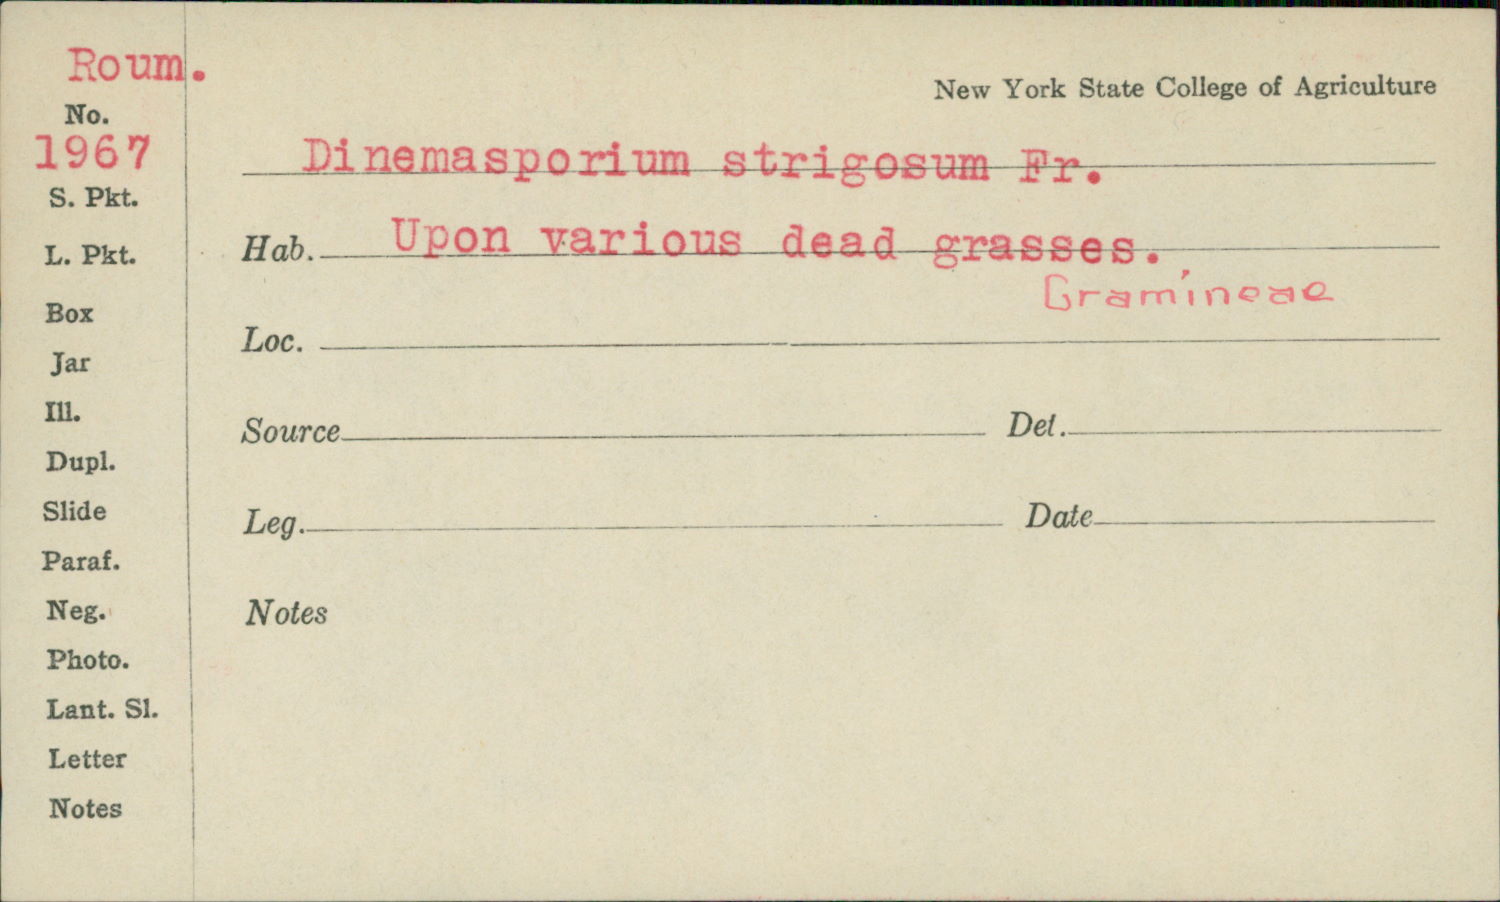 Roum.
New York State College of Agriculture
No.
1967
Dinemasporium strigosum Fr.
S. Pkt.
Hab. Upon various dead grasses.
L. Pkt.
Gramineae
Box
Loc.
Jar
Ill.
Source Det.
Dupl.
Slide
Leg. Date
Paraf.
Neg.
Notes
Photo.
Lant. Sl.
Letter
Notes